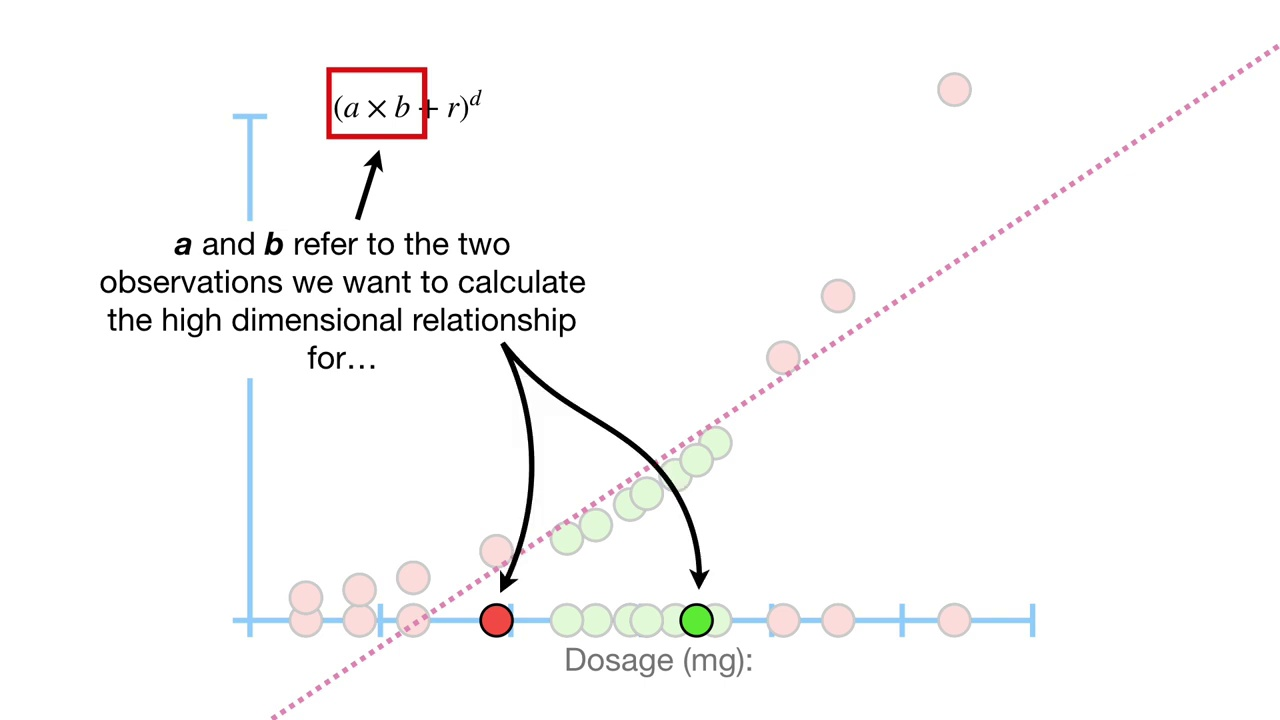 (a × b + r)^d
a and b refer to the two
observations we want to calculate
the high dimensional relationship
for…
Dosage (mg):